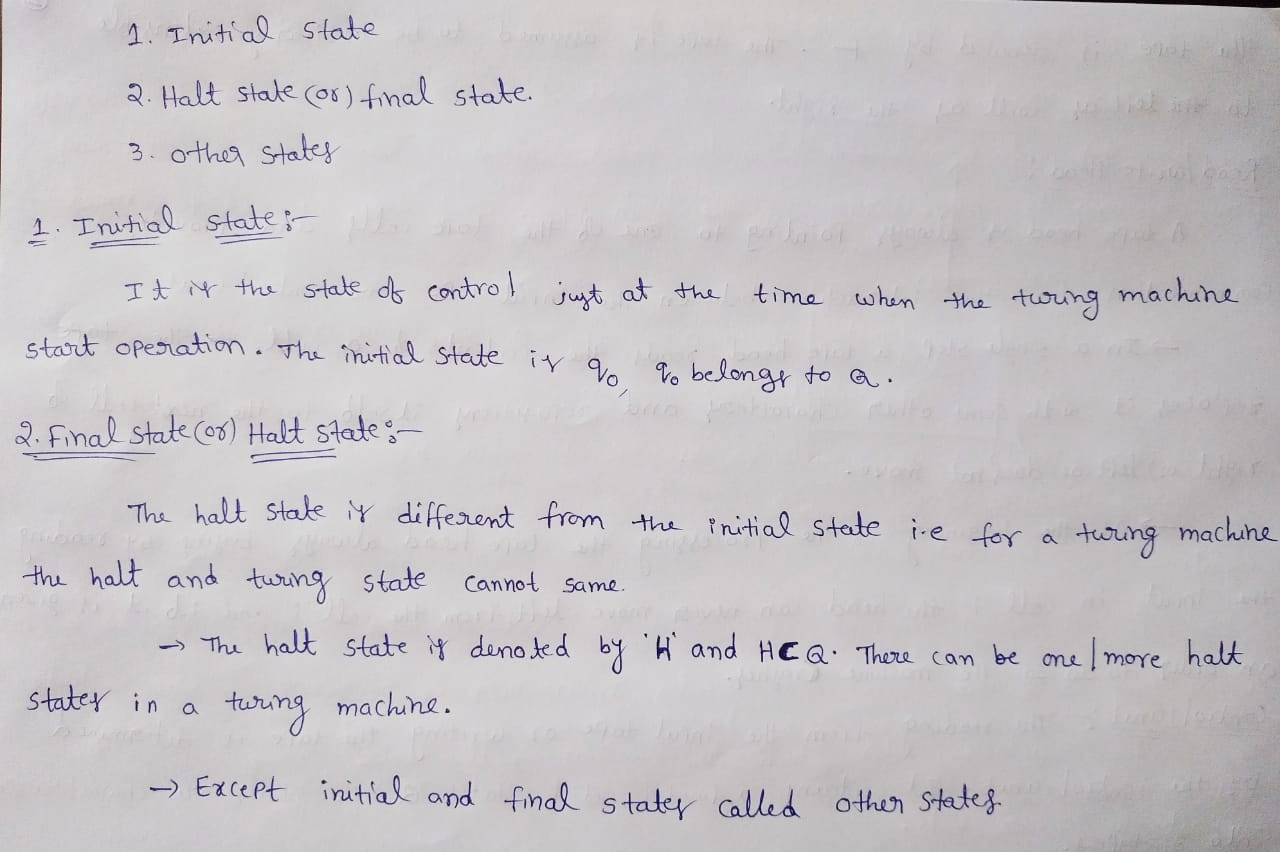 1. Initial state
2. Halt state (or) final state.
3. other states
1. Initial state :-
It is the state of control just at the time when the turing machine
start operation. The initial state is q0, q0 belongs to Q.
2. Final state (or) Halt state :-
The halt state is different from the initial state i.e for a turing machine
the halt and turing state cannot same.
→ The halt state is denoted by 'H' and H⊂Q. There can be one/more halt
states in a turing machine.
→ Except initial and final states called other states